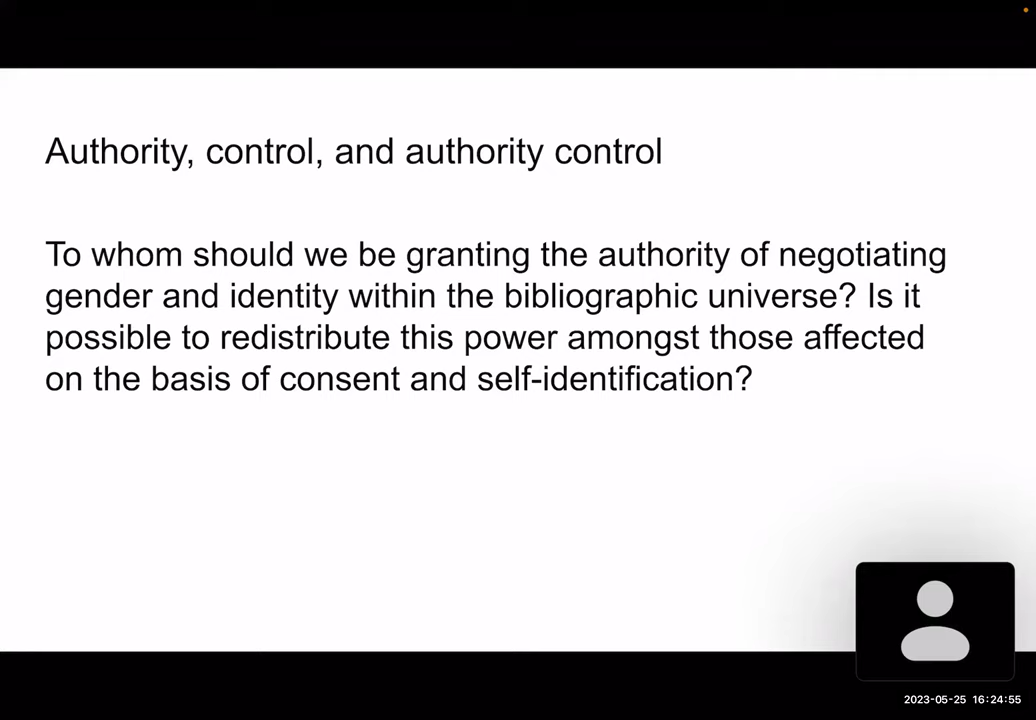 Authority, control, and authority control
To whom should we be granting the authority of negotiating
gender and identity within the bibliographic universe? Is it
possible to redistribute this power amongst those affected
on the basis of consent and self-identification?
2023-05-25 16:24:55